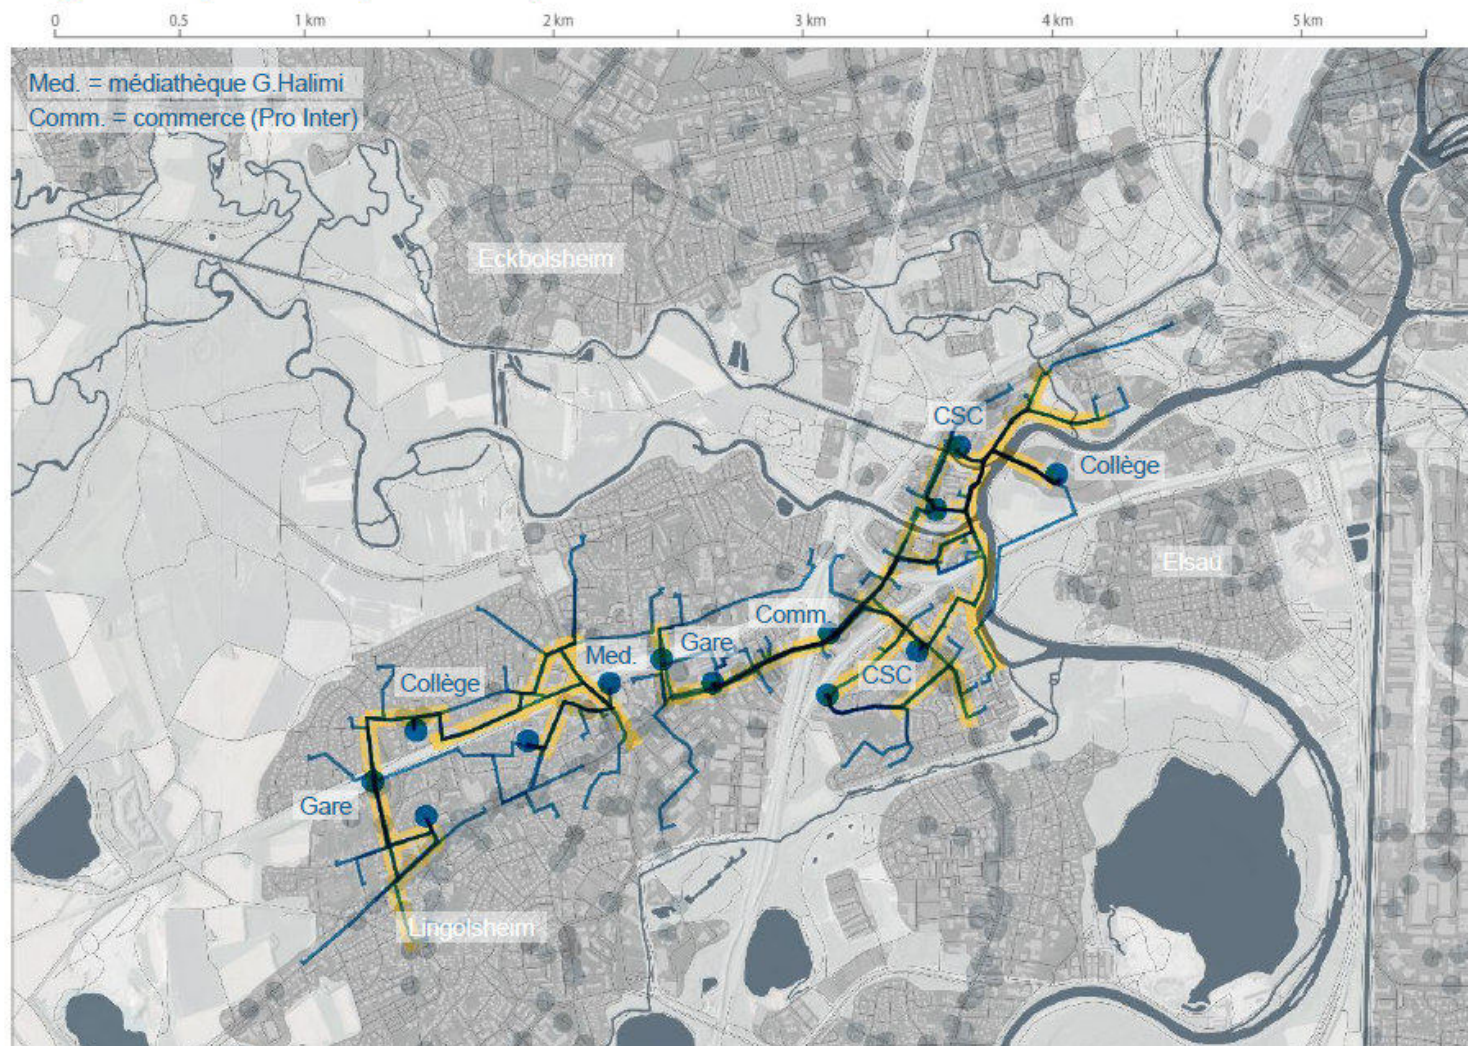 0 0.5 1 km 2 km 3 km 4 km 5 km
Med. = médiathèque G.Halimi
Comm. = commerce (Pro Inter)
Eckbolsheim
CSC
Collège
Elsau
Comm.
Med.
Gare
Collège
CSC
Gare
Lingolsheim